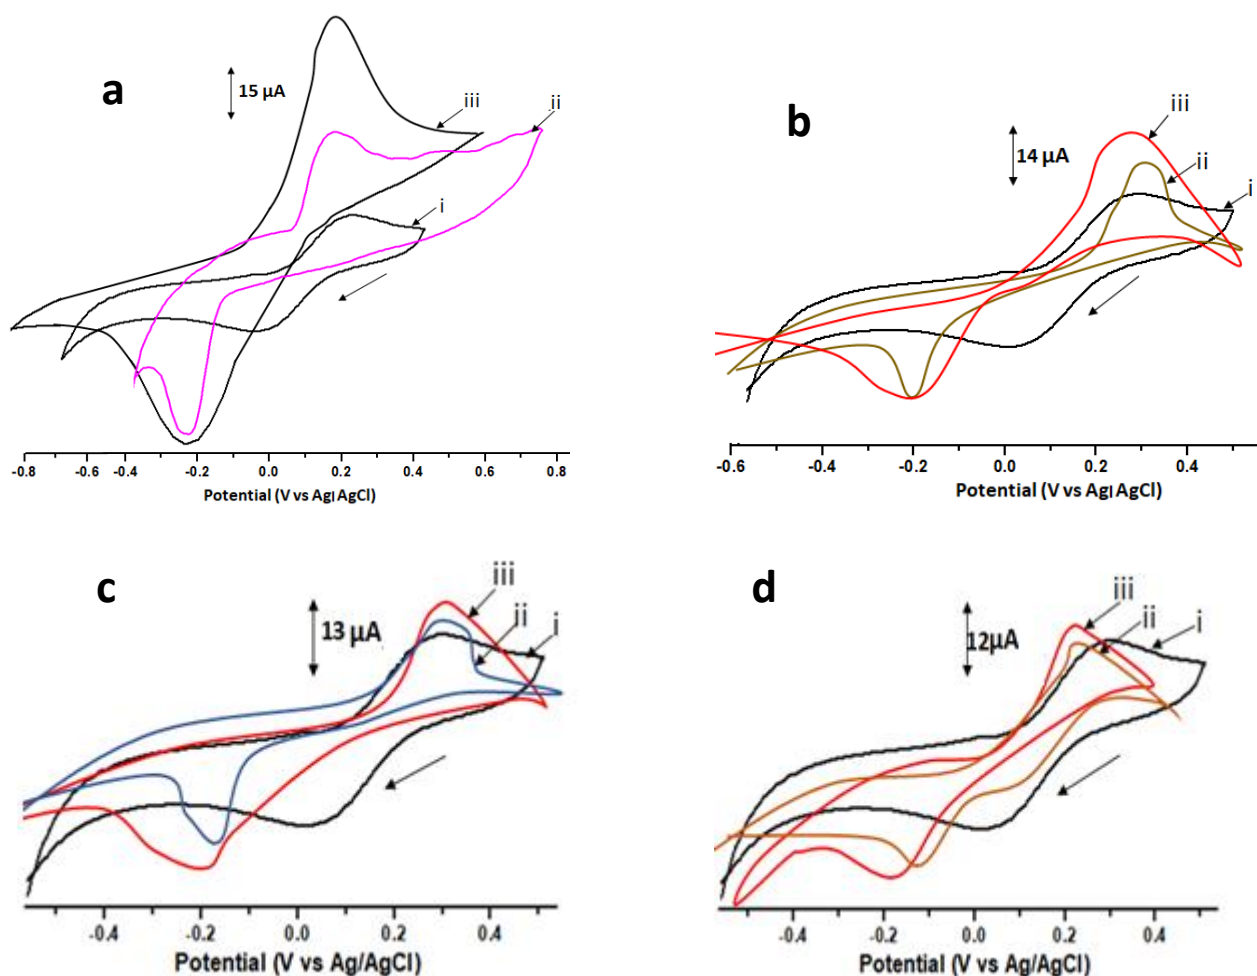 a
15 µA
iii
ii
i
-0.8 -0.6 -0.4 -0.2 0.0 0.2 0.4 0.6 0.8
Potential (V vs Ag| AgCl)
b
14 µA
iii
ii
i
-0.6 -0.4 -0.2 0.0 0.2 0.4
Potential (V vs Ag| AgCl)
c
13 µA
iii
ii
i
-0.4 -0.2 0.0 0.2 0.4
Potential (V vs Ag/AgCl)
d
12µA
iii
ii
i
-0.4 -0.2 0.0 0.2 0.4
Potential (V vs Ag/AgCl)